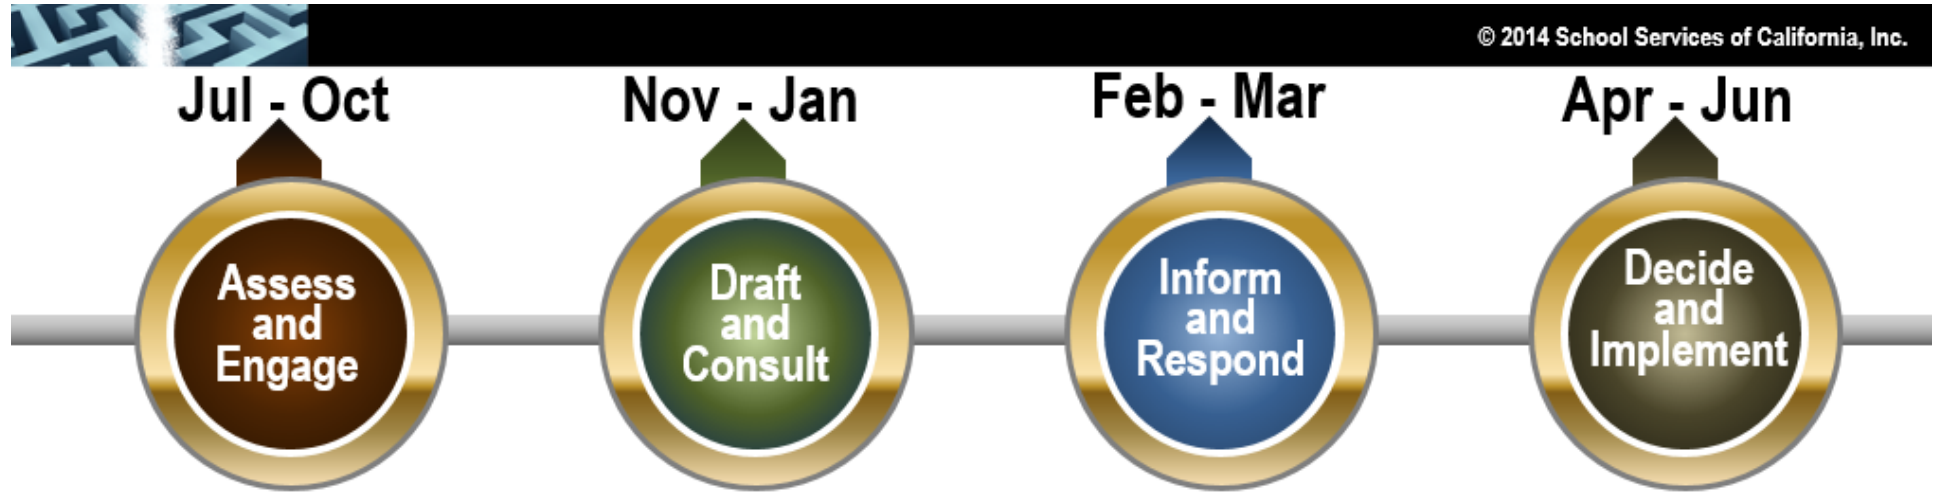 © 2014 School Services of California, Inc.
Jul - Oct
Nov - Jan
Feb - Mar
Apr - Jun
Assess
and
Engage
Draft
and
Consult
Inform
and
Respond
Decide
and
Implement